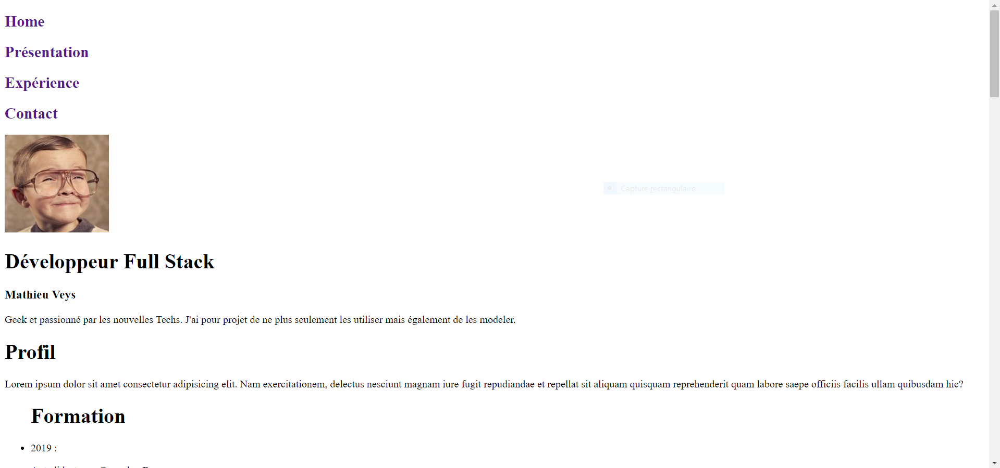 Home
Présentation
Expérience
Contact
Capture rectangulaire
Développeur Full Stack
Mathieu Veys
Geek et passionné par les nouvelles Techs. J'ai pour projet de ne plus seulement les utiliser mais également de les modeler.
Profil
Lorem ipsum dolor sit amet consectetur adipisicing elit. Nam exercitationem, delectus nesciunt magnam iure fugit repudiandae et repellat sit aliquam quisquam reprehenderit quam labore saepe officiis facilis ullam quibusdam hic?
Formation
2019 :